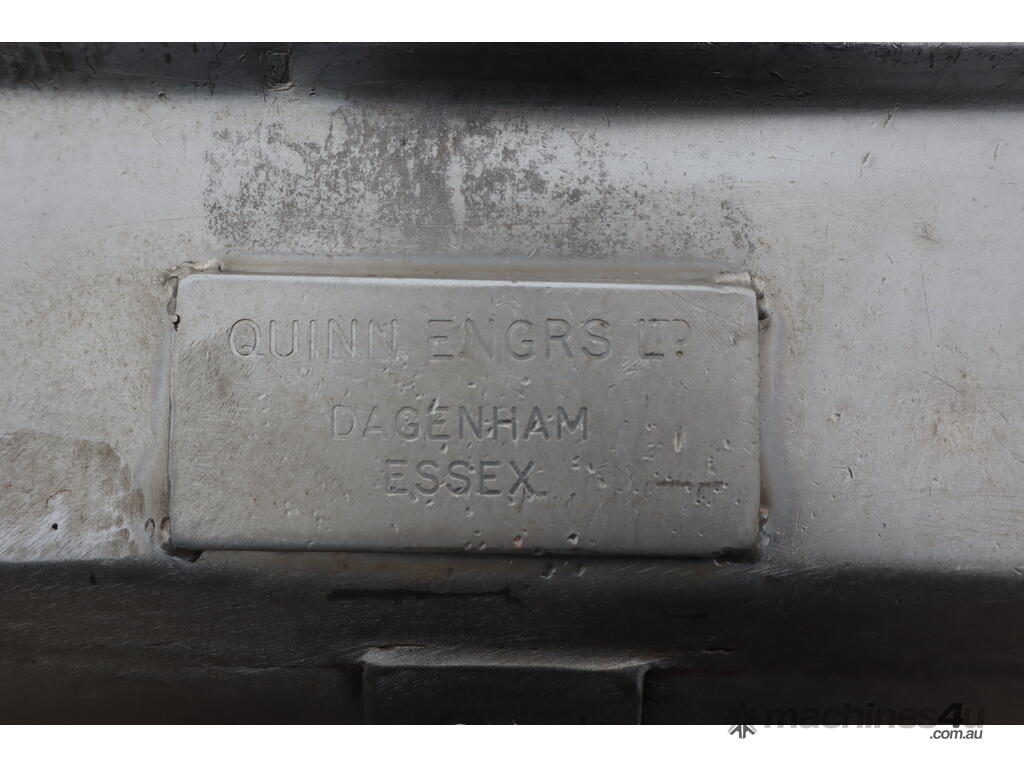 QUINN ENGRS LTD
DAGENHAM
ESSEX
machines4u
.com.au